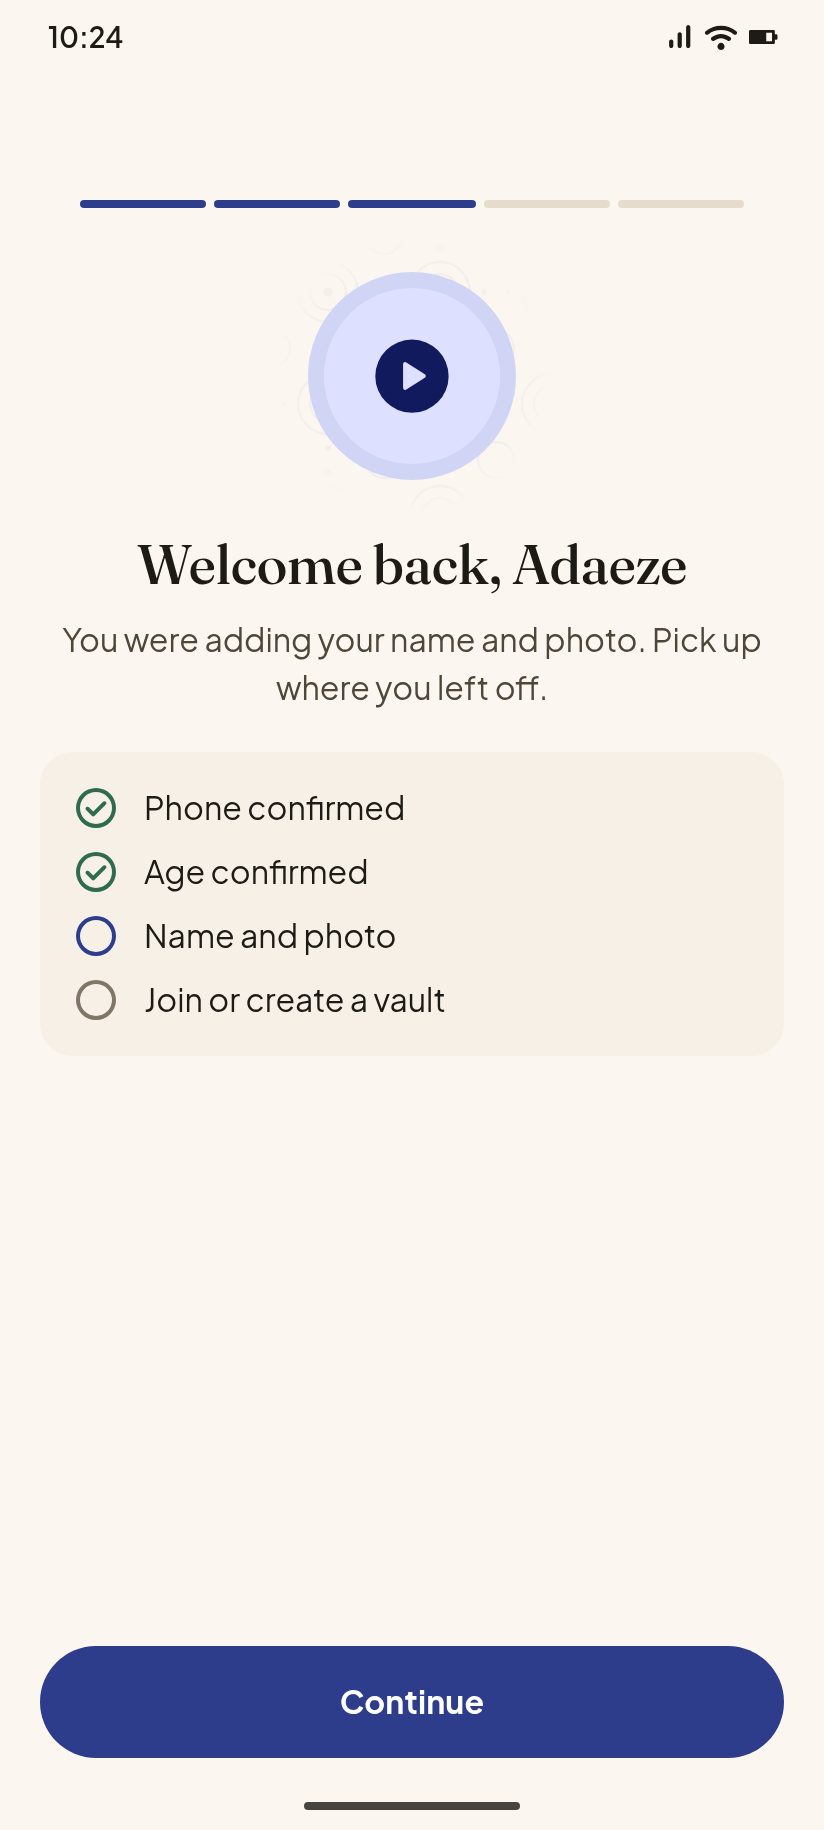 10:24
Welcome back, Adaeze
You were adding your name and photo. Pick up
where you left off.
Phone confirmed
Age confirmed
Name and photo
Join or create a vault
Continue